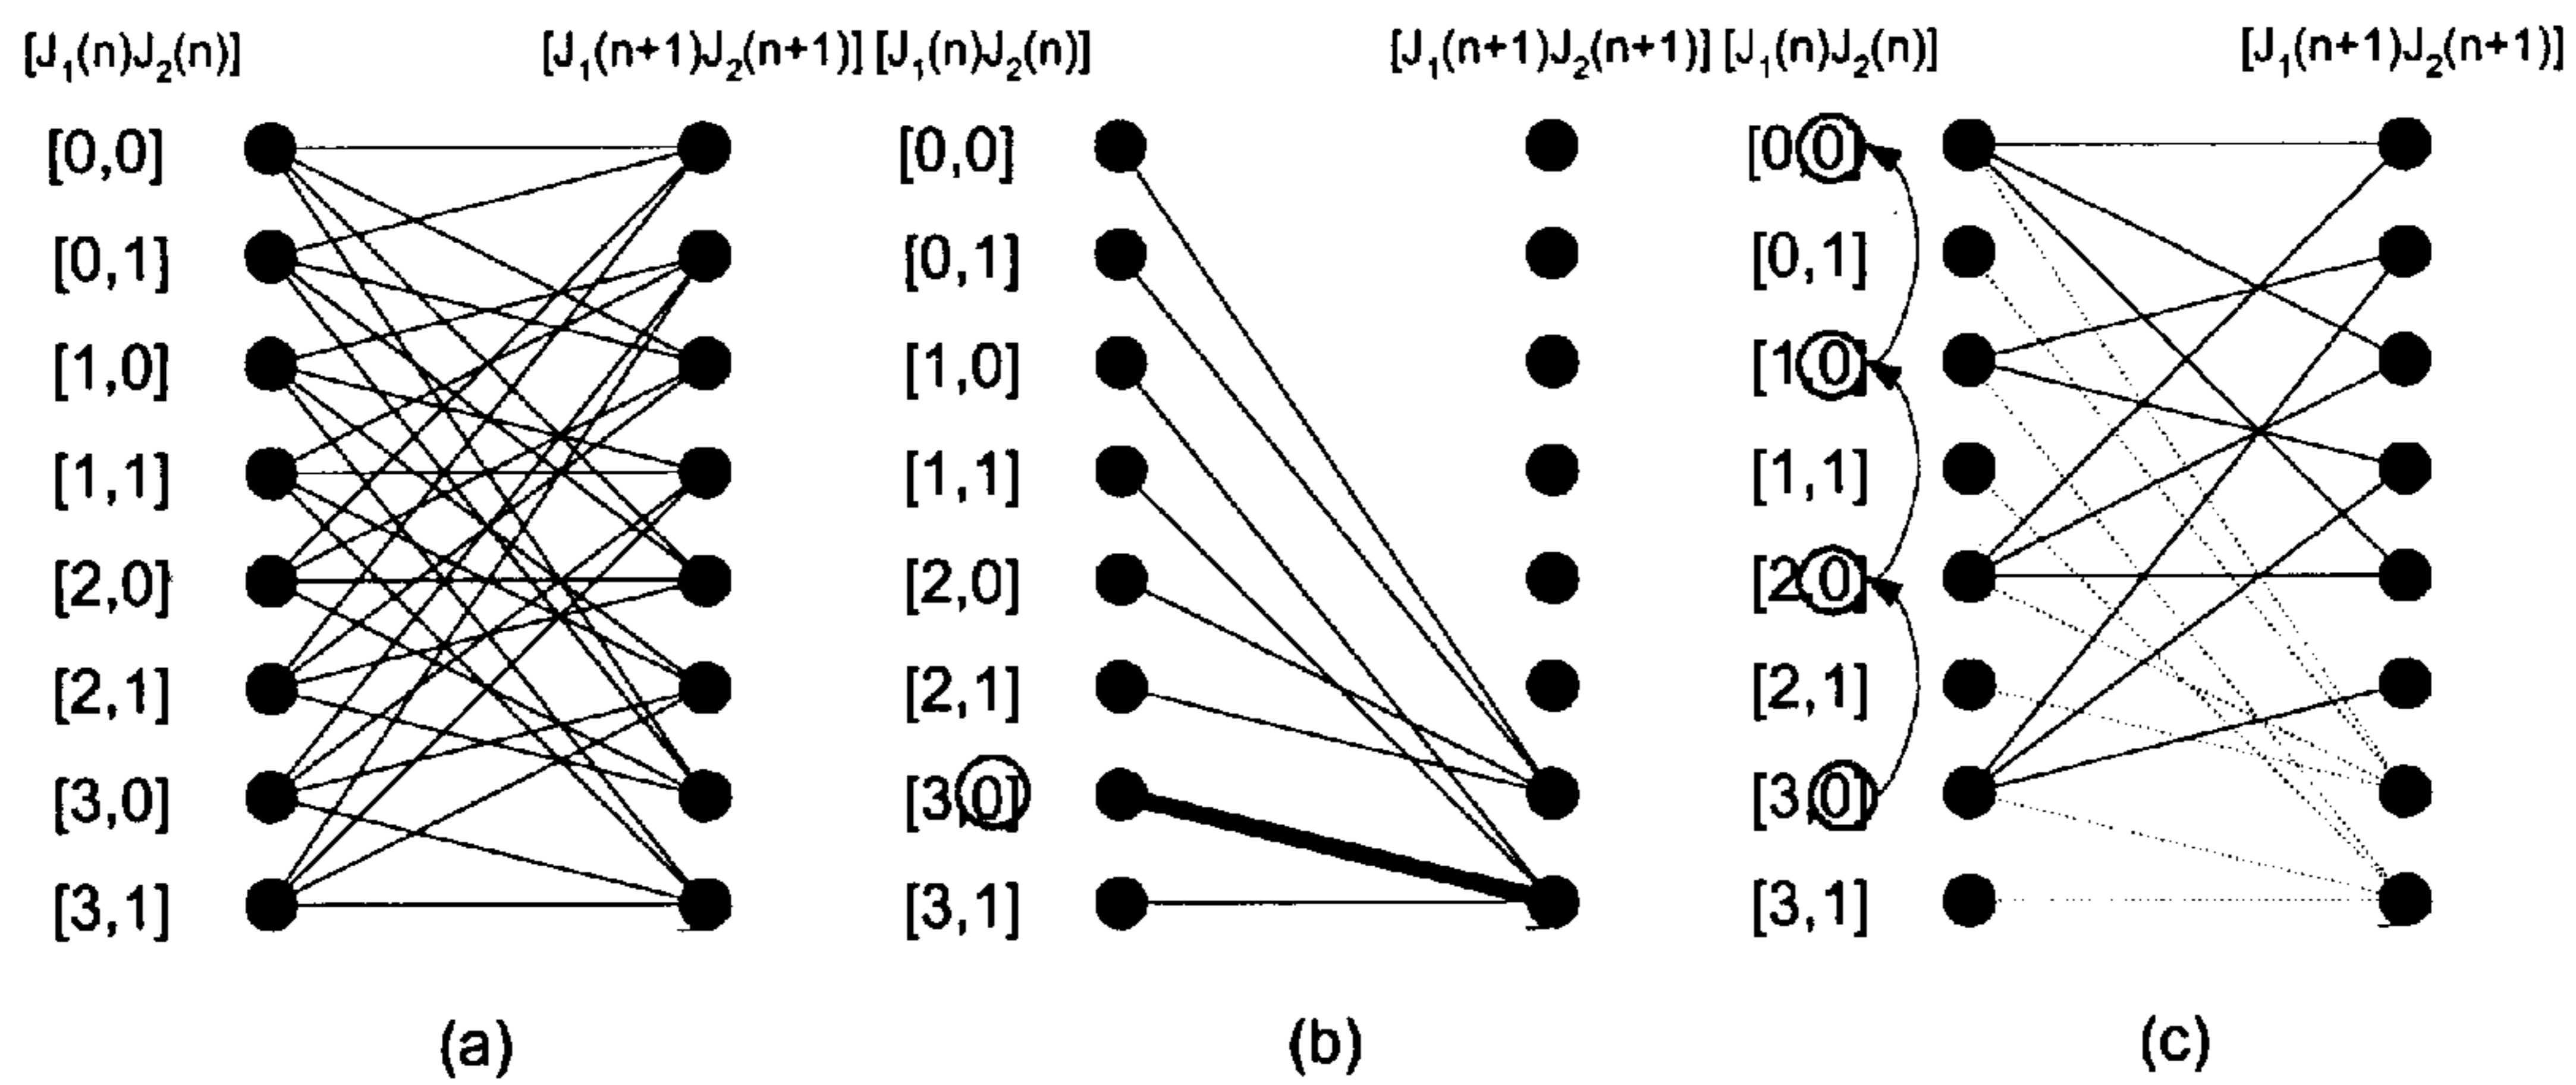 [J₁(n)J₂(n)] [J₁(n+1)J₂(n+1)] [J₁(n)J₂(n)] [J₁(n+1)J₂(n+1)] [J₁(n)J₂(n)] [J₁(n+1)J₂(n+1)]
[0,0] [0,0] [0,0]
[0,1] [0,1] [0,1]
[1,0] [1,0] [1,0]
[1,1] [1,1] [1,1]
[2,0] [2,0] [2,0]
[2,1] [2,1] [2,1]
[3,0] [3,0] [3,0]
[3,1] [3,1] [3,1]
(a) (b) (c)